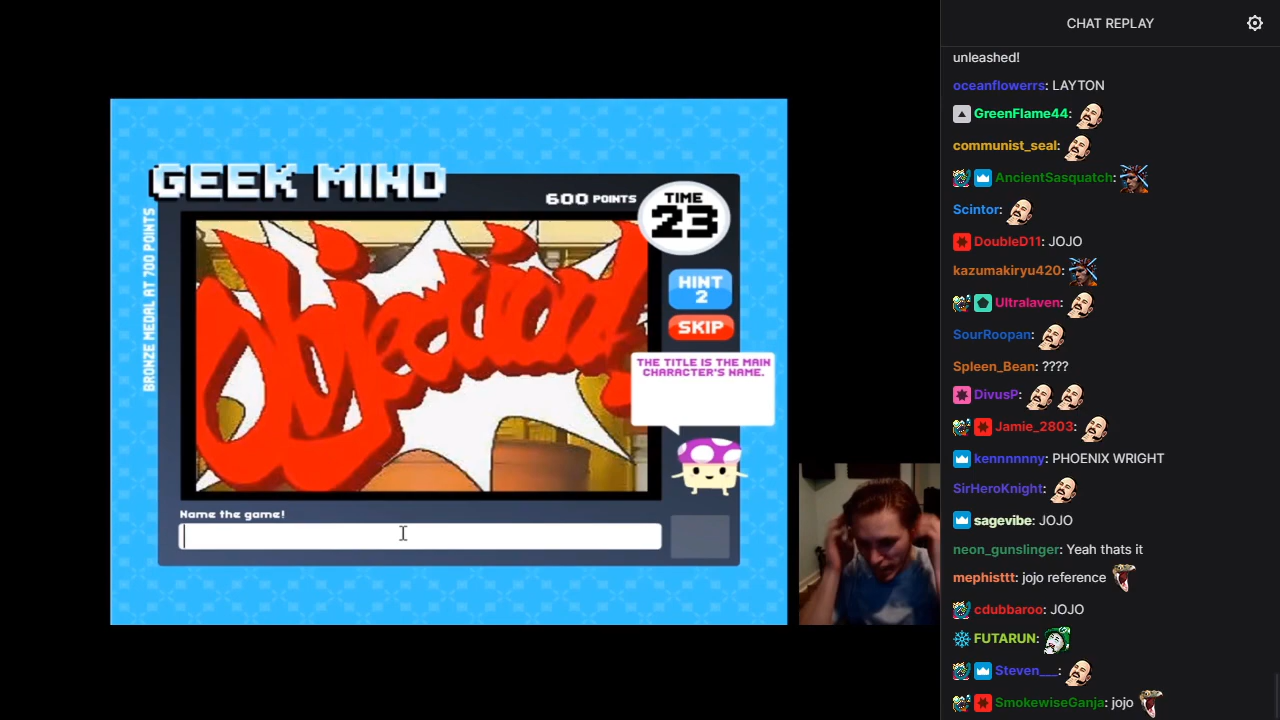 GEEK MIND
600 POINTS
TIME
23
BRONZE MEDAL AT 700 POINTS
Objection!
HINT
2
SKIP
THE TITLE IS THE MAIN
CHARACTER'S NAME.
Name the game!
CHAT REPLAY
unleashed!
oceanflowerrs: LAYTON
GreenFlame44:
communist_seal:
AncientSasquatch:
Scintor:
DoubleD11: JOJO
kazumakiryu420:
Ultralaven:
SourRoopan:
Spleen_Bean: ????
DivusP:
Jamie_2803:
kennnnnny: PHOENIX WRIGHT
SirHeroKnight:
sagevibe: JOJO
neon_gunslinger: Yeah thats it
mephisttt: jojo reference
cdubbaroo: JOJO
FUTARUN:
Steven___:
SmokewiseGanja: jojo